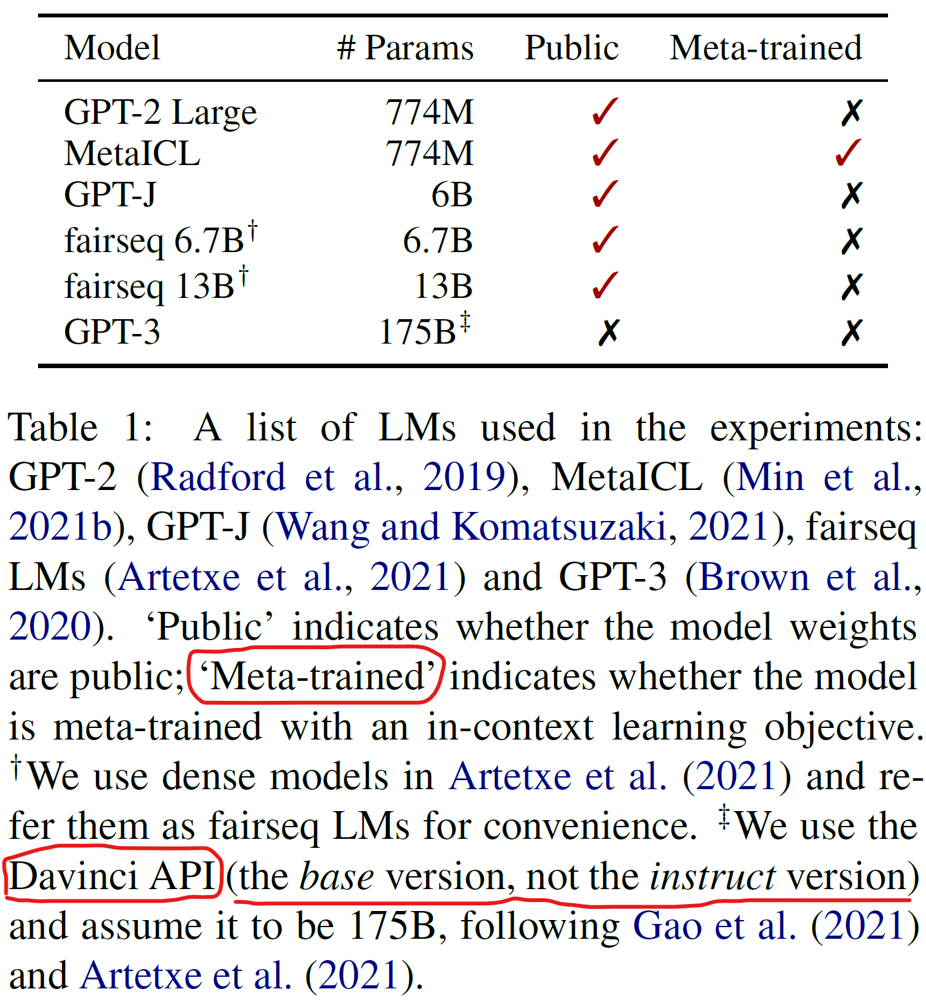 Model # Params Public Meta-trained
GPT-2 Large 774M ✓ ✗
MetaICL 774M ✓ ✓
GPT-J 6B ✓ ✗
fairseq 6.7B† 6.7B ✓ ✗
fairseq 13B† 13B ✓ ✗
GPT-3 175B‡ ✗ ✗
Table 1: A list of LMs used in the experiments:
GPT-2 (Radford et al., 2019), MetaICL (Min et al.,
2021b), GPT-J (Wang and Komatsuzaki, 2021), fairseq
LMs (Artetxe et al., 2021) and GPT-3 (Brown et al.,
2020). ‘Public’ indicates whether the model weights
are public; ‘Meta-trained’ indicates whether the model
is meta-trained with an in-context learning objective.
†We use dense models in Artetxe et al. (2021) and re-
fer them as fairseq LMs for convenience. ‡We use the
Davinci API (the base version, not the instruct version)
and assume it to be 175B, following Gao et al. (2021)
and Artetxe et al. (2021).